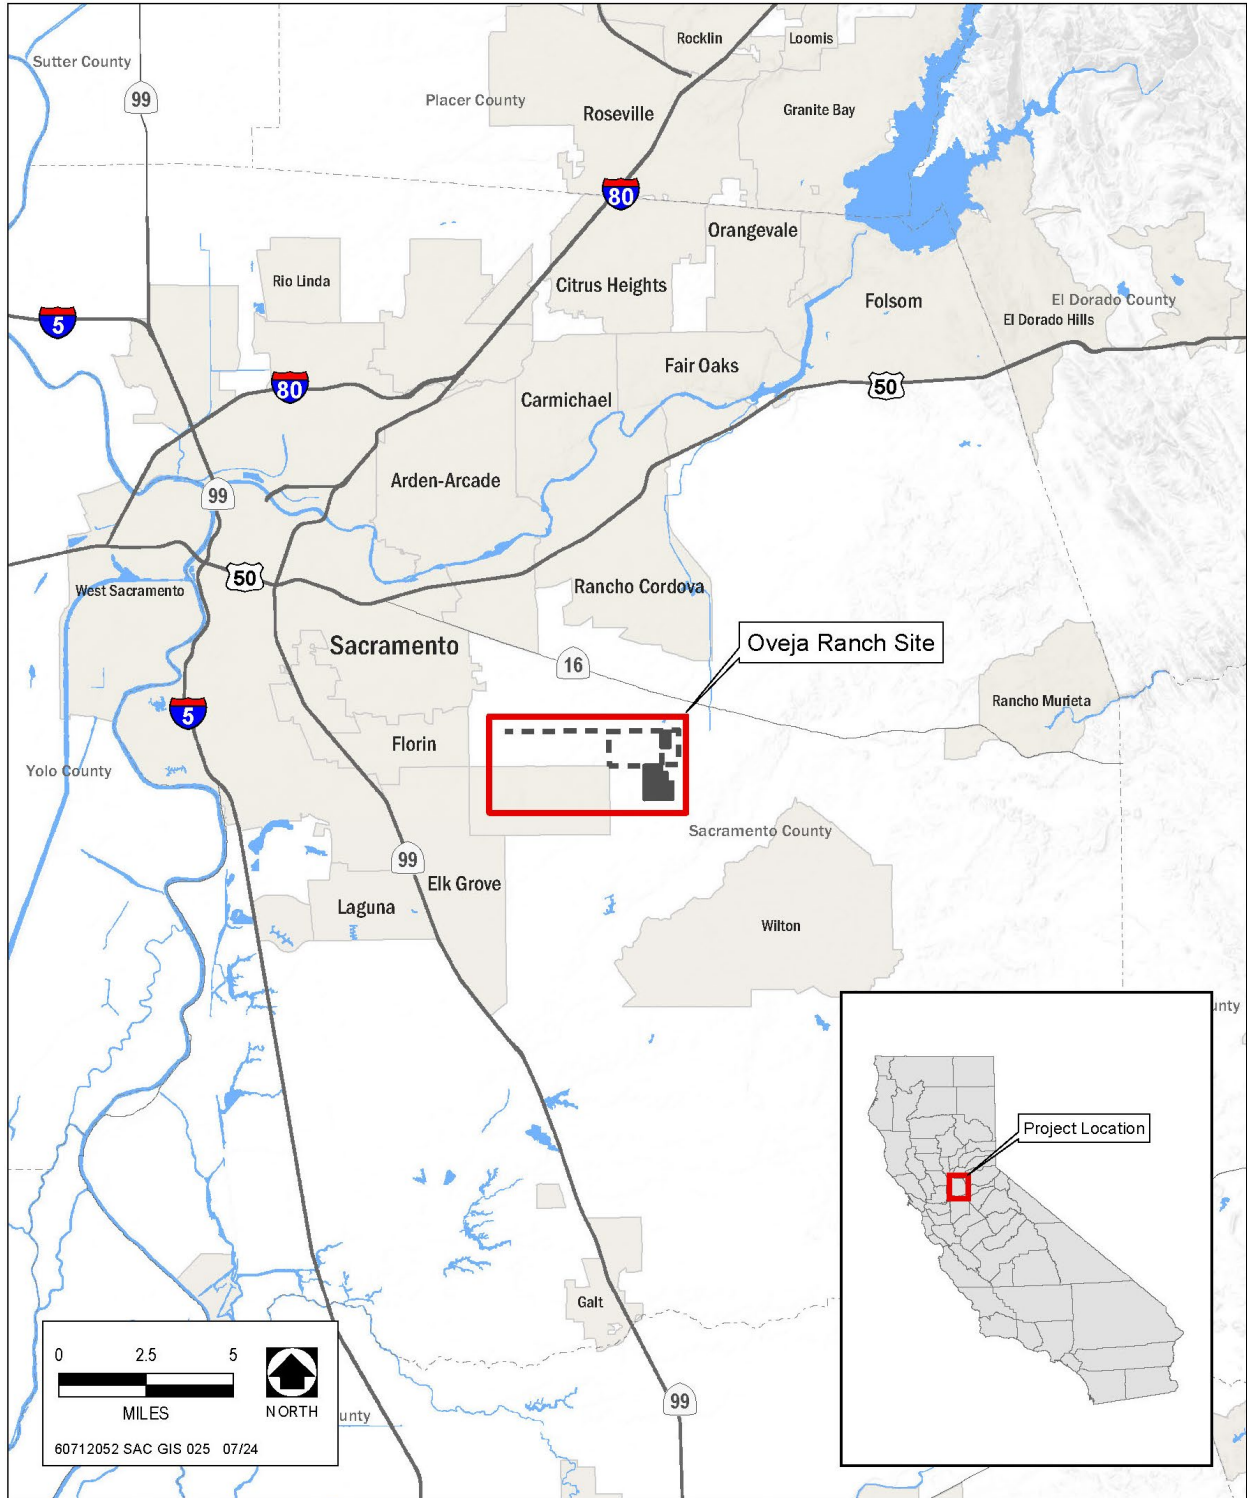 Rocklin
Loomis
Sutter County
99
Placer County
Roseville
Granite Bay
80
Orangevale
Rio Linda
Citrus Heights
Folsom
El Dorado County
El Dorado Hills
5
Fair Oaks
80
Carmichael
50
Arden-Arcade
99
50
West Sacramento
Rancho Cordova
Sacramento
Oveja Ranch Site
16
Rancho Murieta
5
Florin
Yolo County
Sacramento County
99
Elk Grove
Laguna
Wilton
unty
Project Location
Galt
0 2.5 5
MILES
NORTH
unty
99
60712052 SAC GIS 025 07/24